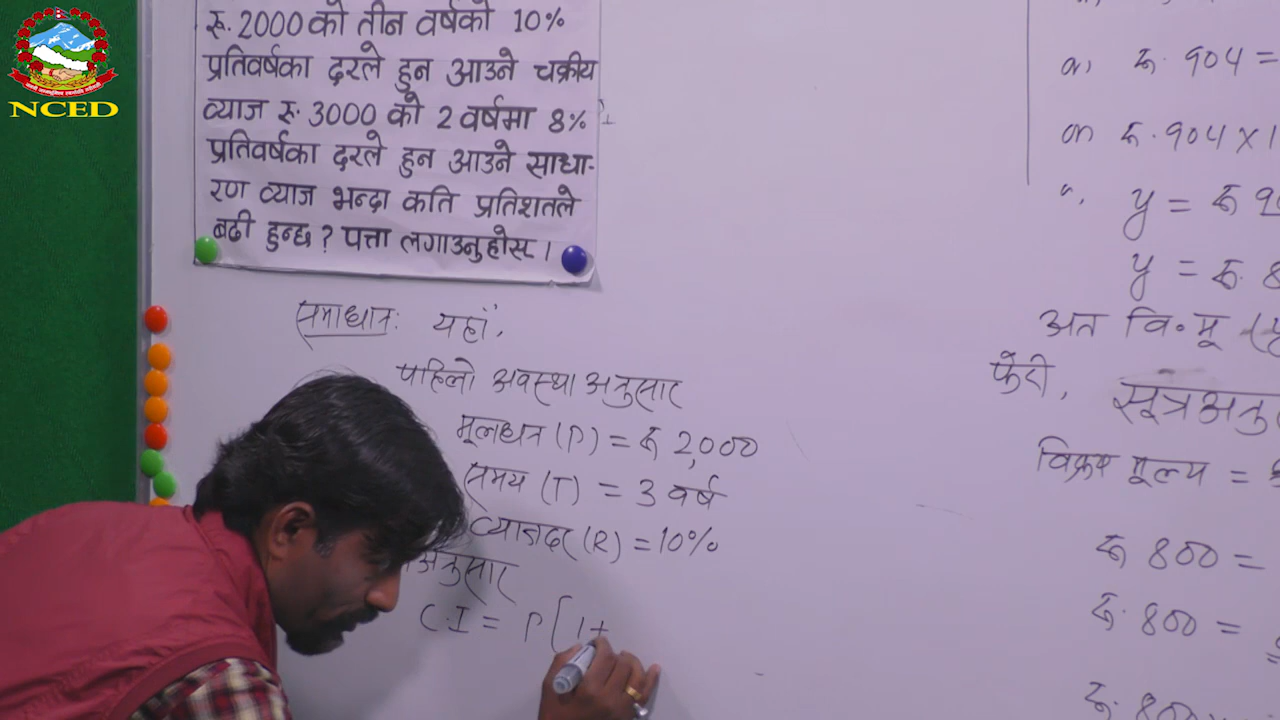 NCED
रु. 2000 को तीन वर्षको 10%
प्रतिवर्षका दरले हुन आउने चक्रीय
व्याज रु. 3000 को 2 वर्षमा 8%
प्रतिवर्षका दरले हुन आउने साधा-
रण व्याज भन्दा कति प्रतिशतले
बढी हुन्छ ? पत्ता लगाउनुहोस् ।
समाधानः यहाँ,
पहिलो अवस्था अनुसार
मूलधन (P) = रु 2,000
समय (T) = 3 वर्ष
व्याजदर (R) = 10%
अनुसार
C.I = P [ 1 +
रु. 904 =
रु. 904 × 1
y = रु
y = रु. 8
अत वि. मू
फेरी, सूत्रअनु
विक्रय मूल्य =
रु 800 =
रु. 800 =
रु. 800